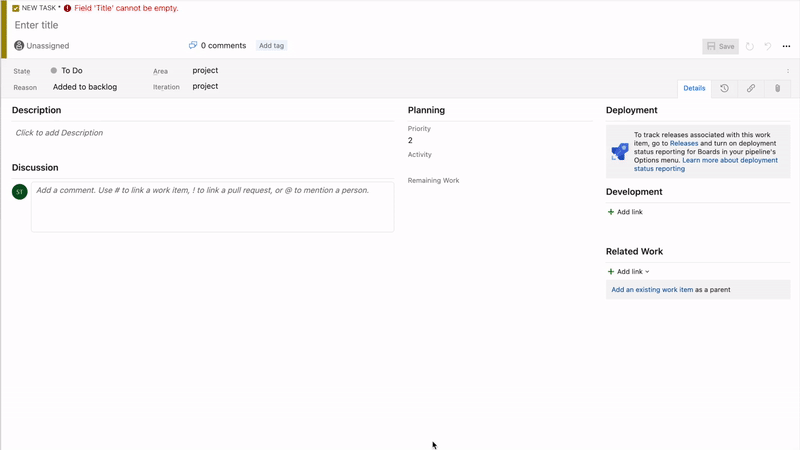 NEW TASK * Field 'Title' cannot be empty.
Enter title
Unassigned
0 comments
Add tag
Save
State
To Do
Area
project
Reason
Added to backlog
Iteration
project
Details
Description
Click to add Description
Discussion
ST
Add a comment. Use # to link a work item, ! to link a pull request, or @ to mention a person.
Planning
Priority
2
Activity
Remaining Work
Deployment
To track releases associated with this work
item, go to Releases and turn on deployment
status reporting for Boards in your pipeline's
Options menu. Learn more about deployment
status reporting
Development
+ Add link
Related Work
+ Add link
Add an existing work item as a parent